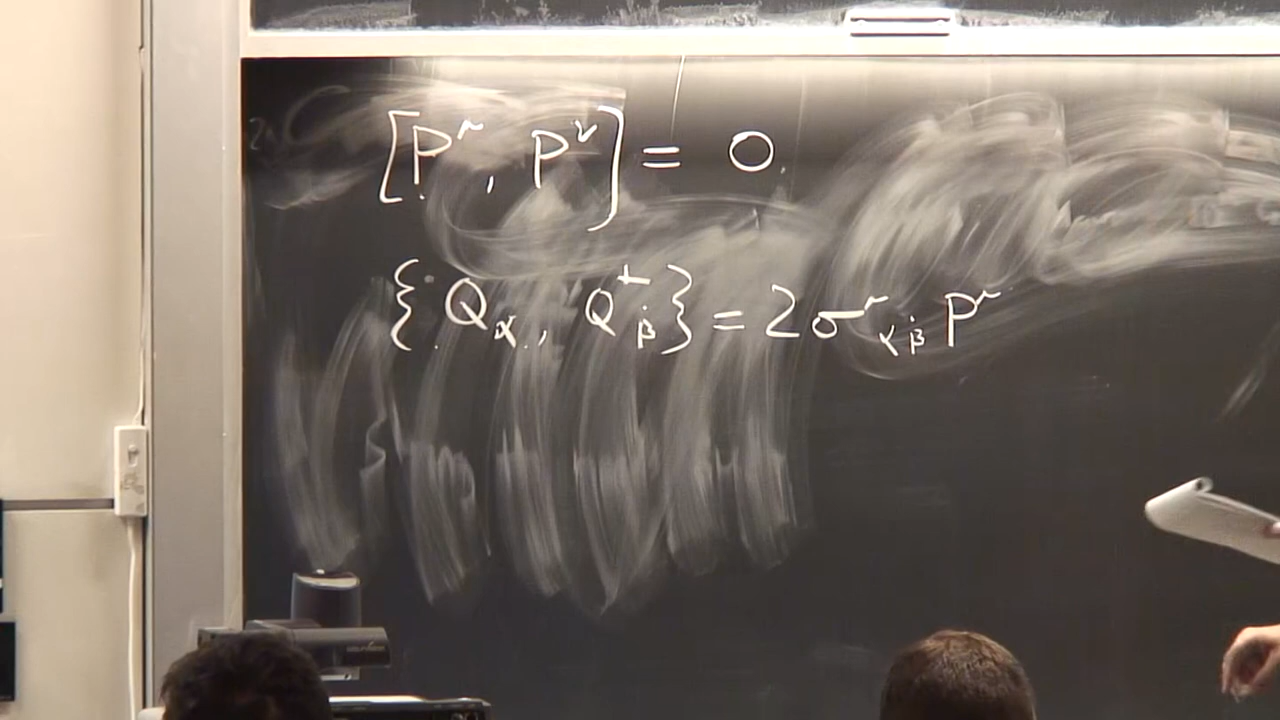 [P^μ, P^ν] = 0.
{Q_α, Q^†_β̇} = 2σ^μ_αβ̇ P^μ